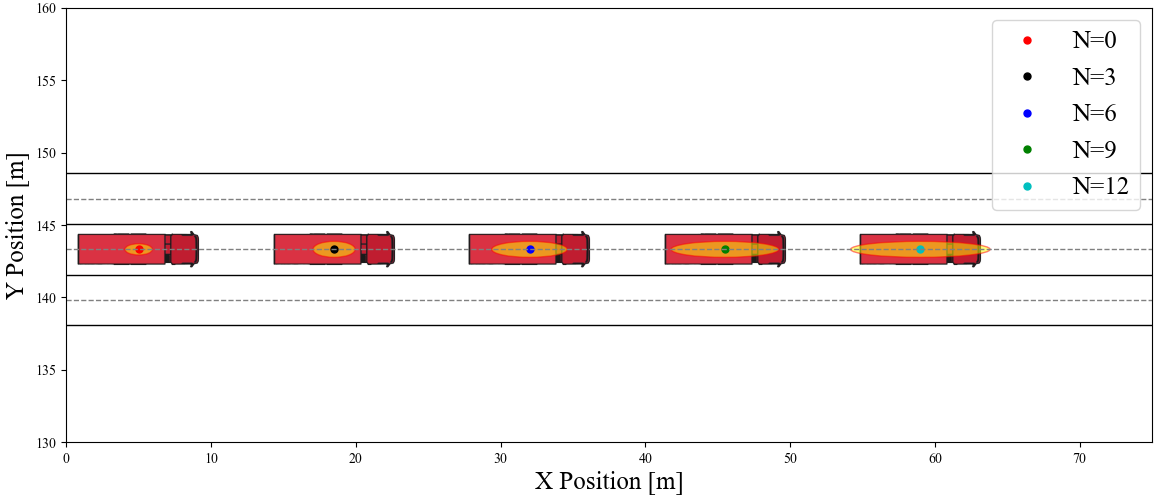 160
155
150
145
140
135
130
Y Position [m]
0 10 20 30 40 50 60 70
X Position [m]
N=0
N=3
N=6
N=9
N=12